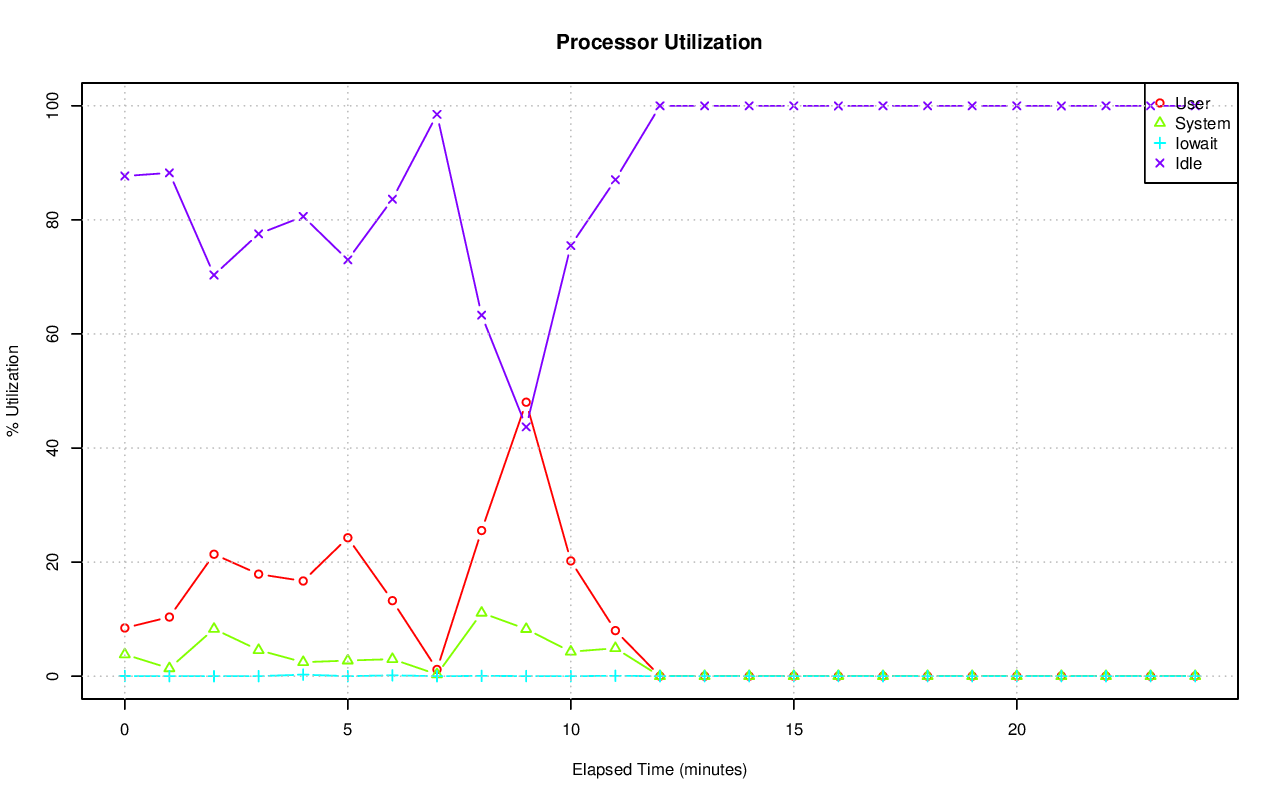 Processor Utilization
% Utilization
100
80
60
40
20
0
User
System
Iowait
Idle
0 5 10 15 20
Elapsed Time (minutes)